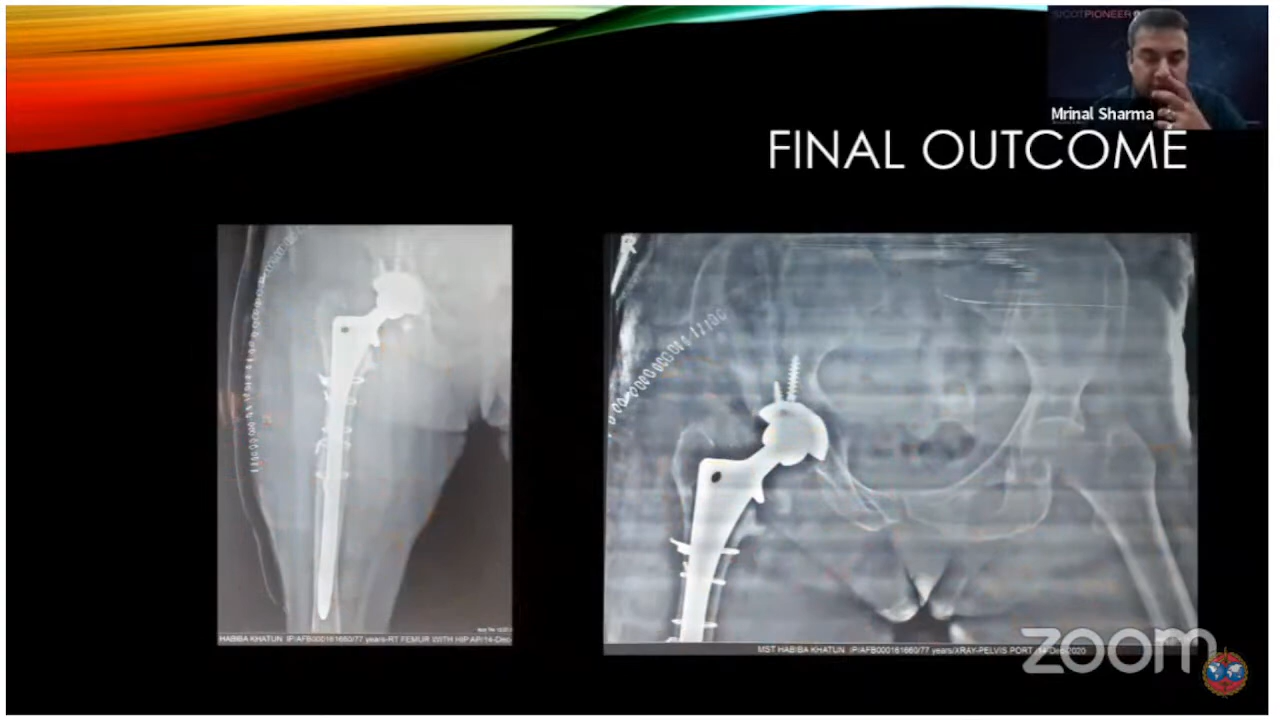 SICOTPIONEER
Mrinal Sharma
FINAL OUTCOME
HABIBA KHATUN IP/AFB000161660/77 years-RT FEMUR WITH HIP AP/14-Dec-
MST HABIBA KHATUN IP/AFB000161660/77 years/XRAY-PELVIS PORT 14-Dec-2020
zoom